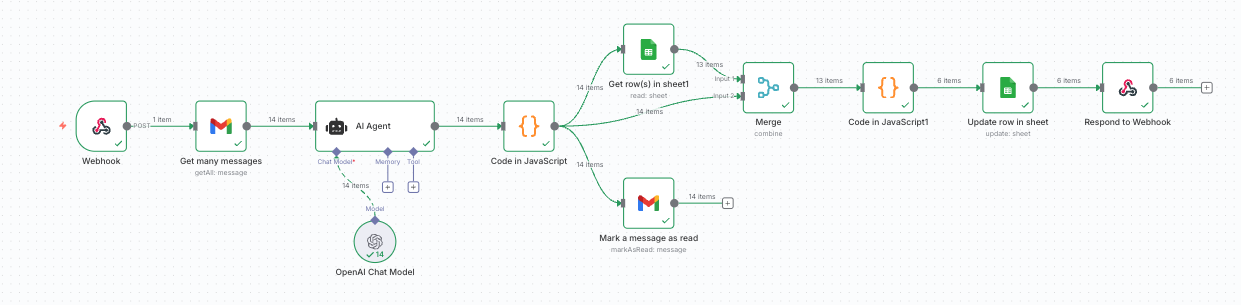 POST
1 item
Webhook
Get many messages
getAll: message
14 items
AI Agent
Chat Model*
Memory
Tool
14 items
Model
14
OpenAI Chat Model
14 items
Code in JavaScript
14 items
14 items
14 items
Get row(s) in sheet1
read: sheet
13 items
Input 1
Input 2
Mark a message as read
markAsRead: message
14 items
Merge
combine
13 items
Code in JavaScript1
6 items
Update row in sheet
update: sheet
6 items
Respond to Webhook
6 items